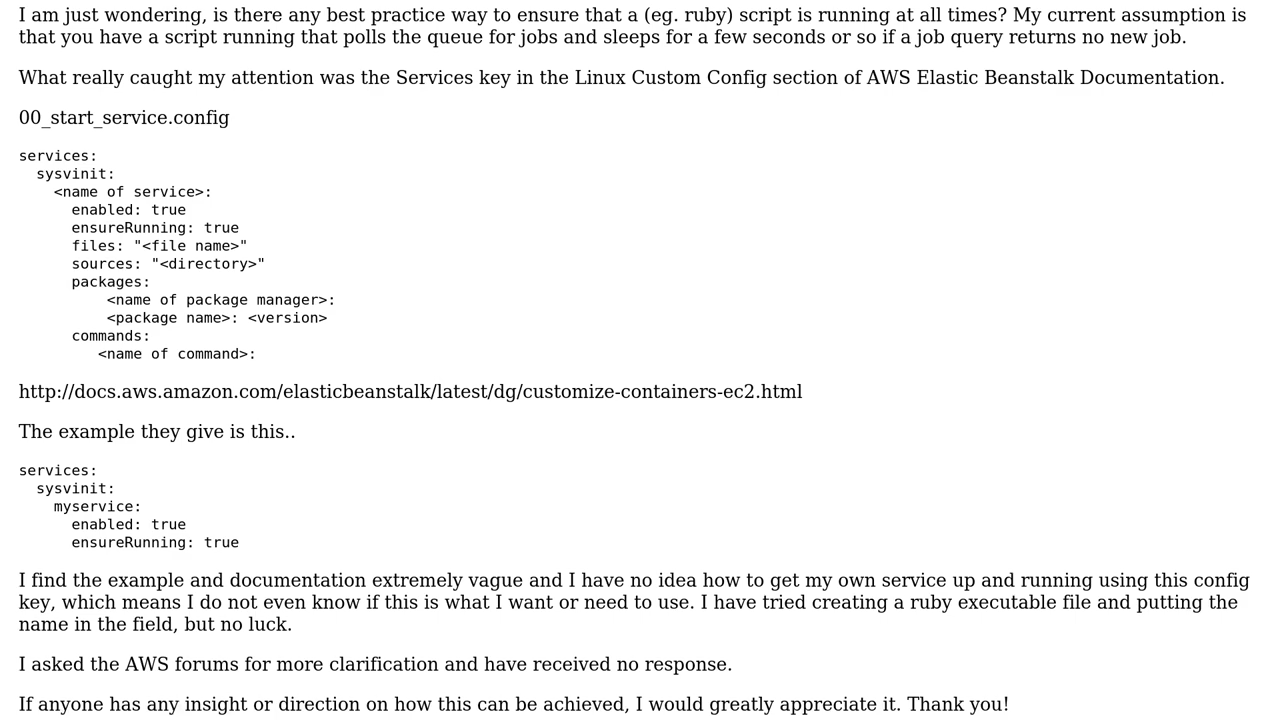 I am just wondering, is there any best practice way to ensure that a (eg. ruby) script is running at all times? My current assumption is
that you have a script running that polls the queue for jobs and sleeps for a few seconds or so if a job query returns no new job.
What really caught my attention was the Services key in the Linux Custom Config section of AWS Elastic Beanstalk Documentation.
00_start_service.config
services:
  sysvinit:
    <name of service>:
      enabled: true
      ensureRunning: true
      files: "<file name>"
      sources: "<directory>"
      packages:
          <name of package manager>:
          <package name>: <version>
      commands:
         <name of command>:
http://docs.aws.amazon.com/elasticbeanstalk/latest/dg/customize-containers-ec2.html
The example they give is this..
services:
  sysvinit:
    myservice:
      enabled: true
      ensureRunning: true
I find the example and documentation extremely vague and I have no idea how to get my own service up and running using this config
key, which means I do not even know if this is what I want or need to use. I have tried creating a ruby executable file and putting the
name in the field, but no luck.
I asked the AWS forums for more clarification and have received no response.
If anyone has any insight or direction on how this can be achieved, I would greatly appreciate it. Thank you!